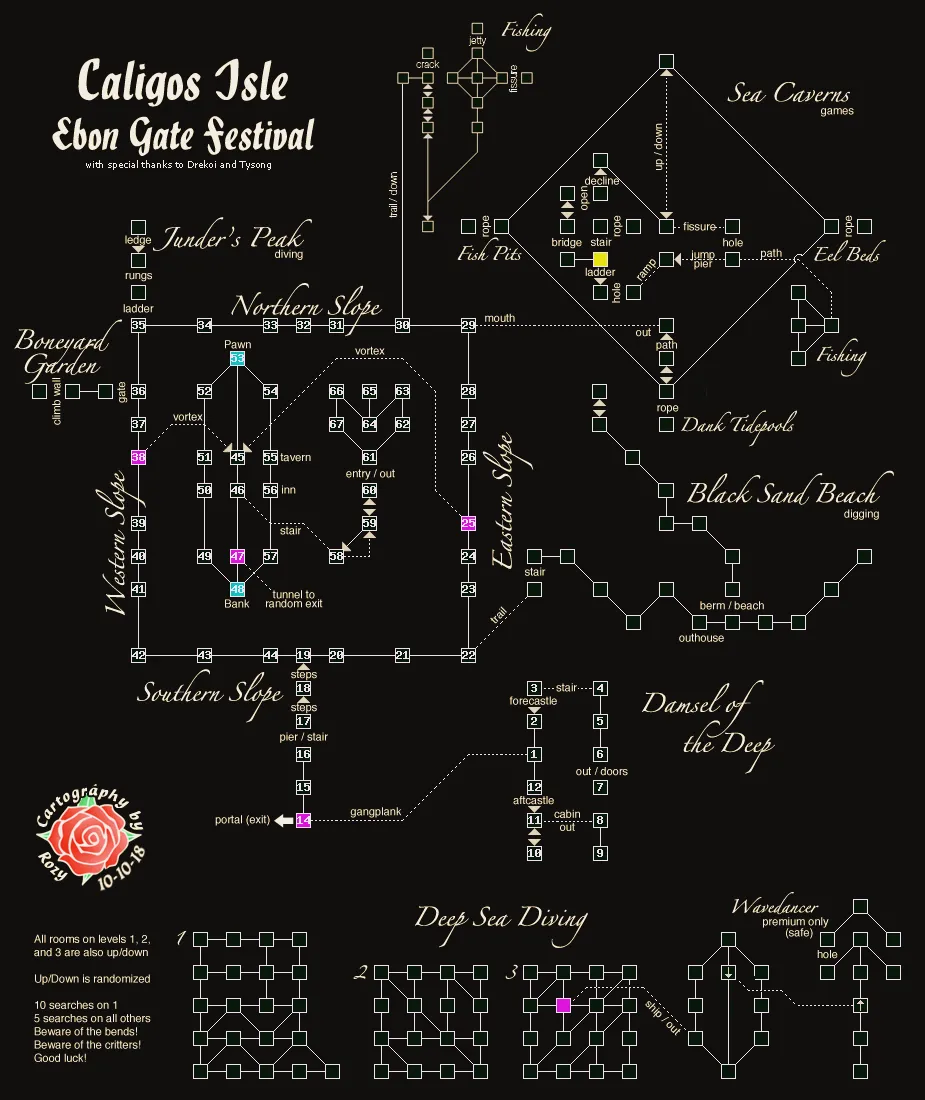 Caligos Isle
Ebon Gate Festival
with special thanks to Drekoi and Tysong
Fishing
jetty
crack
fissure
trail / down
Sea Caverns
games
up / down
decline
open
rope
bridge
stair
rope
fissure
hole
rope
Fish Pits
Eel Beds
ladder
hole
ramp
jump
pier
path
Fishing
out
path
rope
Dank Tidepools
mouth
ledge
Junder's Peak
diving
rungs
ladder
Northern Slope
35 34 33 32 31 30 29
Boneyard
Garden
climb wall
gate
Pawn
53
vortex
36 52 54 66 65 63 28
37 vortex 67 64 62 27
38 51 45 55 tavern 61 26
entry / out
50 46 56 inn 60
39 stair 59 25
40 49 47 57 58 24
41 48 23
Bank
tunnel to
random exit
Western Slope
Eastern Slope
42 43 44 19 20 21 22
trail
Black Sand Beach
digging
stair
berm / beach
outhouse
Southern Slope
steps
18
steps
17
pier / stair
16
15
portal (exit)
14
gangplank
Damsel of
the Deep
3 stair 4
forecastle
2 5
1 6
out / doors
12 7
aftcastle
11 cabin 8
out
10 9
Cartography by
Rozy 10-10-18
Deep Sea Diving
Wavedancer
premium only
(safe)
hole
All rooms on levels 1, 2,
and 3 are also up/down
Up/Down is randomized
10 searches on 1
5 searches on all others
Beware of the bends!
Beware of the critters!
Good luck!
1
2
3
ship / out